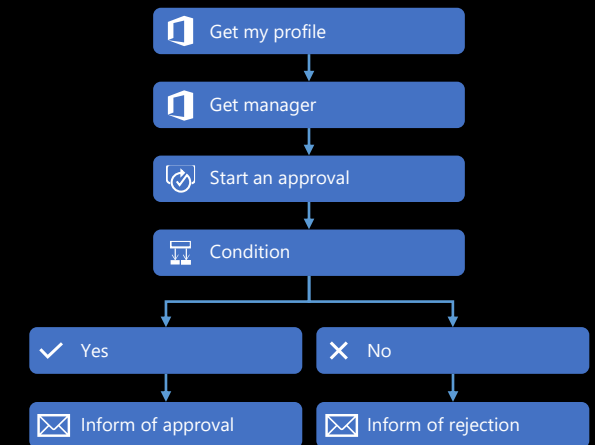 Get my profile
Get manager
Start an approval
Condition
Yes
No
Inform of approval
Inform of rejection